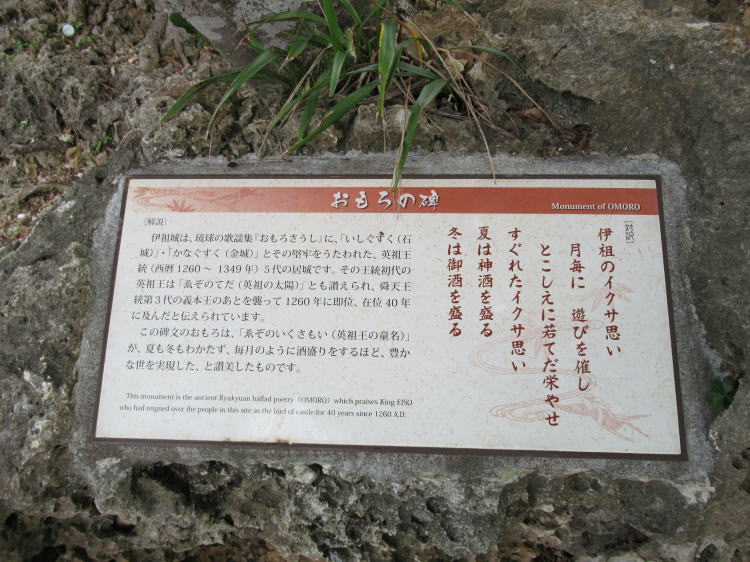 おもろの碑
Monument of OMORO
〔解説〕
伊祖城は、琉球の歌謡集『おもろさうし』に、「いしぐすく（石
城）」・「かなぐすく（金城）」とその堅牢をうたわれた、英祖王
統（西暦1260～1349年）5代の居城です。その王統初代の
英祖王は「ゑぞのてだ（英祖の太陽）」とも讃えられ、舜天王
統第3代の義本王のあとを襲って1260年に即位、在位40年
に及んだと伝えられています。
この碑文のおもろは、「ゑぞのいくさもい（英祖王の童名）」
が、夏も冬もわかたず、毎月のように酒盛りをするほど、豊か
な世を実現した、と讃美したものです。
This monument is the ancient Ryukyuan ballad poetry（OMORO）which praises King EISO
who had reigned over the people in this site as the lord of castle for 40 years since 1260 A.D.
〔対訳〕
伊祖のイクサ思い
月毎に　遊びを催し
とこしえに若てだ栄やせ
すぐれたイクサ思い
夏は神酒を盛る
冬は御酒を盛る